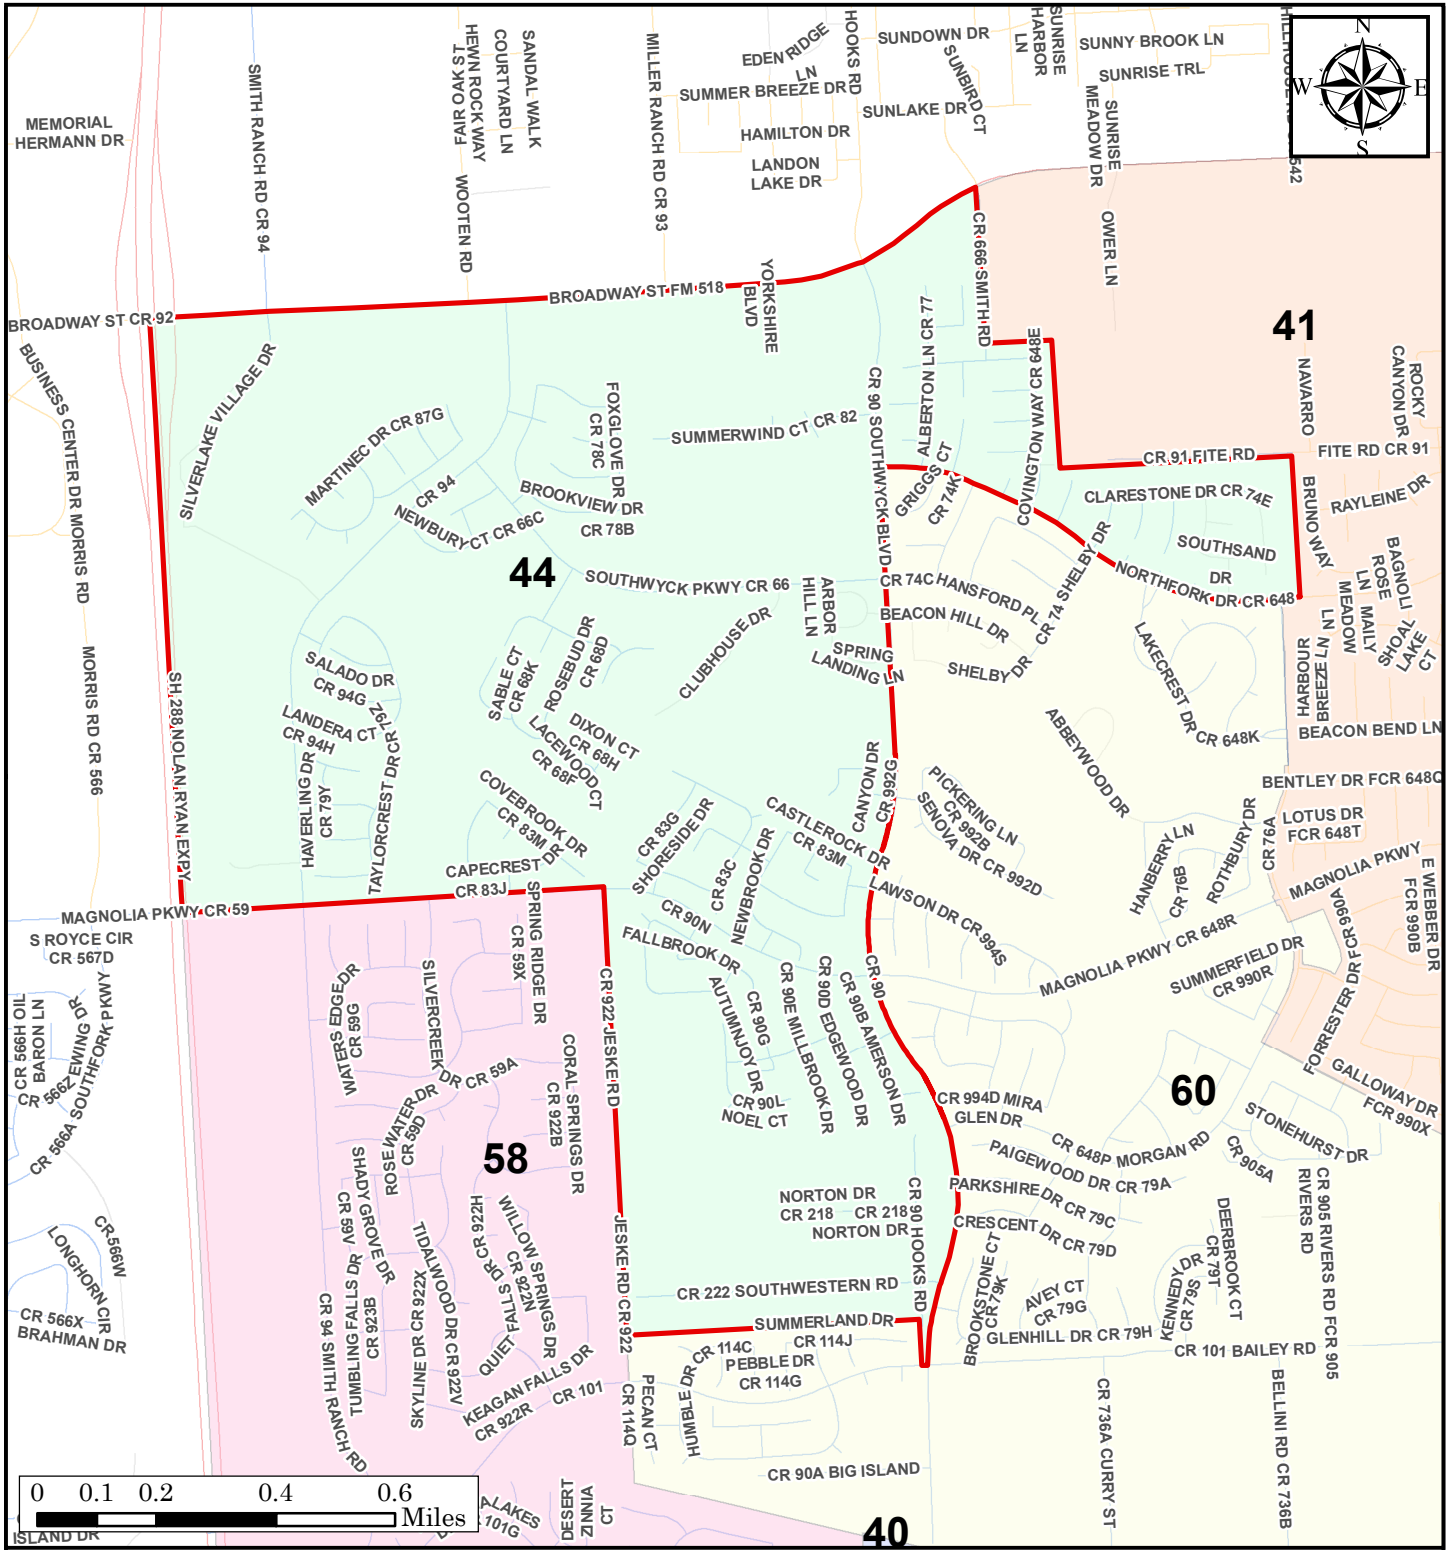 HOOKS RD
EDEN RIDGE
LN
SUNDOWN DR
SUNRISE
HARBOR
LN
SUNNY BROOK LN
SUNRISE TRL
N
W
E
S
HEWN ROCK WAY
FAIR OAK ST
COURTYARD LN
SANDAL WALK
MILLER RANCH RD CR 93
SMITH RANCH RD CR 94
MEMORIAL
HERMANN DR
SUMMER BREEZE DR
SUNBIRD CT
SUNLAKE DR
HAMILTON DR
LANDON
LAKE DR
SUNRISE
MEADOW DR
542
WOOTEN RD
OWER LN
CR 666 SMITH RD
YORKSHIRE
BLVD
BROADWAY ST FM 518
BROADWAY ST CR 92
41
BUSINESS CENTER DR MORRIS RD
SILVERLAKE VILLAGE DR
ALBERTON LN CR 77
COVINGTON WAY CR 648E
NAVARRO
ROCKY
CANYON DR
MARTINEC DR CR 87G
FOXGLOVE DR
CR 78C
SUMMERWIND CT CR 82
CR 90 SOUTHWYCK BLVD
CR 91 FITE RD
FITE RD CR 91
CR 94
NEWBURY CT CR 66C
BROOKVIEW DR
CR 78B
GRIGGS CT
CR 74K
CLARESTONE DR CR 74E
RAYLEINE DR
BRUNO WAY
SOUTHSAND
DR
44
SOUTHWYCK PKWY CR 66
CR 74C
HANSFORD PL
CR 74 SHELBY DR
NORTHFORK DR CR 648
BAGNOLI
ROSE
LN
MAILY
MEADOW
LN
SHOAL
LAKE
CT
ARBOR
HILL LN
BEACON HILL DR
CLUBHOUSE DR
SPRING
LANDING LN
SHELBY DR
LAKECREST DR
CR 648K
HARBOUR
BREEZE LN
BEACON BEND LN
MORRIS RD CR 566
SH 288 NOLAN RYAN EXPY
SALADO DR
CR 94G
LANDERA CT
CR 94H
SABLE CT
CR 68K
ROSEBUD DR
CR 68D
DIXON CT
CR 68H
LACEWOOD CT
CR 68F
ABBEYWOOD DR
BENTLEY DR FCR 648Q
HAVERLING DR
CR 79Y
TAYLORCREST DR CR 79Z
COVEBROOK DR
CR 83M
CR 83G
SHORESIDE DR
CASTLEROCK DR
CR 83M
CANYON DR
CR 992G
PICKERING LN
CR 992B
SENOVA DR CR 992D
LOTUS DR
FCR 648T
HANBERRY LN
CR 76B
ROTHBURY DR
CR 76A
MAGNOLIA PKWY
E WEBBER DR
FCR 990B
CAPECREST DR
CR 83J
CR 83C
NEWBROOK DR
LAWSON DR CR 994S
MAGNOLIA PKWY CR 59
S ROYCE CIR
CR 567D
SPRING RIDGE DR
CR 59X
CR 90N
FALLBROOK DR
MAGNOLIA PKWY CR 648R
SUMMERFIELD DR
CR 990R
FORRESTER DR FCR 990A
WATERS EDGE DR
CR 59G
SILVERCREEK DR CR 59A
CR 922 JESKE RD
AUTUMNJOY DR
CR 90L
CR 90G
CR 90E MILLBROOK DR
CR 90D EDGEWOOD DR
CR 90B AMERSON DR
CR 90
CR 566H OIL
BARON LN
CR 566Z EWING DR
CR 566A SOUTHFORK PKWY
60
GALLOWAY DR
FCR 990X
ROSE WATER DR
CR 59D
CORAL SPRINGS DR
CR 922B
NOEL CT
CR 994D MIRA
GLEN DR
CR 648P MORGAN RD
STONEHURST DR
CR 905A
58
PAIGEWOOD DR CR 79A
PARKSHIRE DR CR 79C
CRESCENT DR CR 79D
SHADY GROVE DR
CR 59V
NORTON DR
CR 218
CR 218
NORTON DR
CR 90 HOOKS RD
RIVERS RD
CR 905 RIVERS RD FCR 905
DEERBROOK CT
CR 79T
CR 566W
LONGHORN CIR
CR 566X
BRAHMAN DR
TIDALWOOD DR CR 922V
QUIET FALLS DR CR 922H
WILLOW SPRINGS DR
CR 922N
JESKE RD CR 922
CR 222 SOUTHWESTERN RD
BROOKSTONE CT
CR 79K
AVEY CT
CR 79G
KENNEDY DR
CR 79S
TUMBLING FALLS DR
CR 923B
SKYLINE DR CR 922X
SUMMERLAND DR
CR 114J
GLENHILL DR CR 79H
CR 101 BAILEY RD
CR 94 SMITH RANCH RD
KEAGAN FALLS DR
CR 922R
CR 101
CR 114C
PEBBLE DR
CR 114G
HUMBLE DR
PECAN CT
CR 114Q
CR 736A CURRY ST
BELLINI RD CR 736B
CR 90A BIG ISLAND
0 0.1 0.2 0.4 0.6
Miles
LAKES
101G
DESERT
ZINNIA
CT
ISLAND DR
40